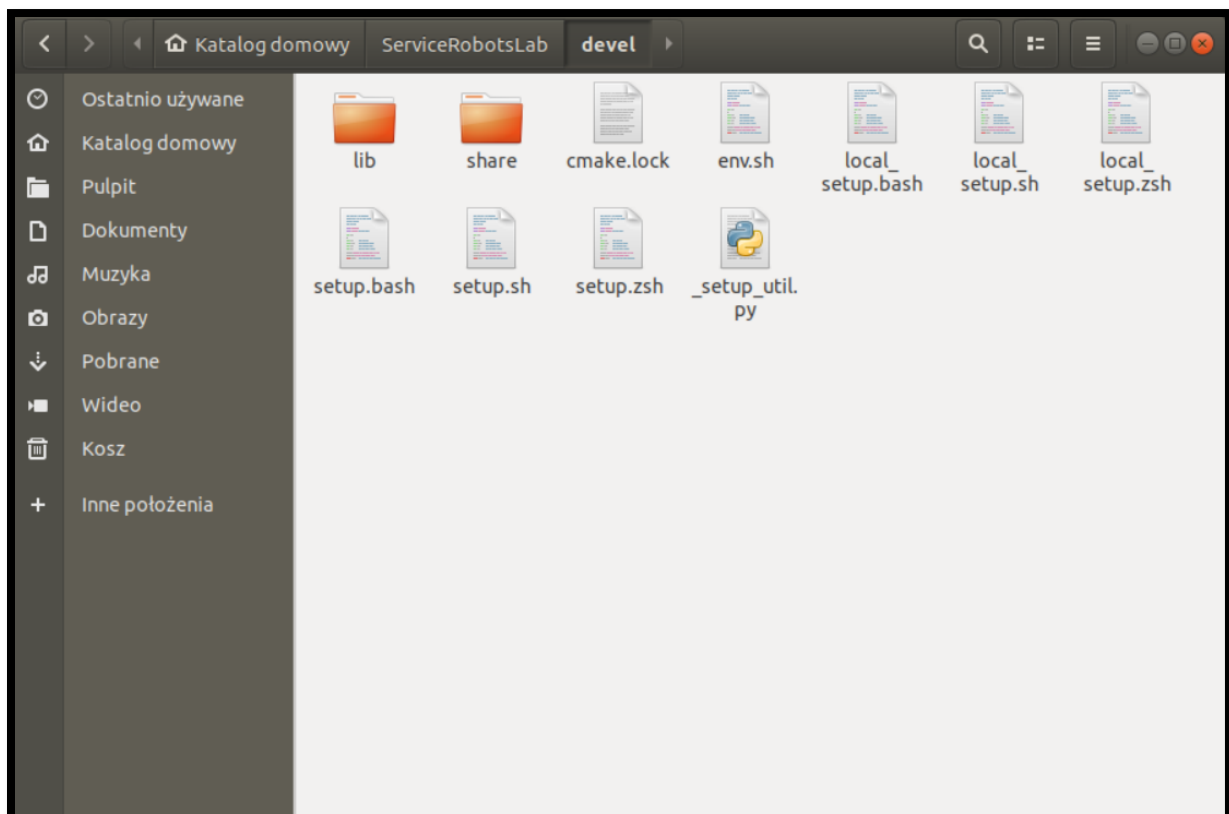 Katalog domowy ServiceRobotsLab devel
Ostatnio używane
Katalog domowy
Pulpit
Dokumenty
Muzyka
Obrazy
Pobrane
Wideo
Kosz
Inne położenia
lib share cmake.lock env.sh local_ local_ local_
setup.bash setup.sh setup.zsh
setup.bash setup.sh setup.zsh _setup_util.
py